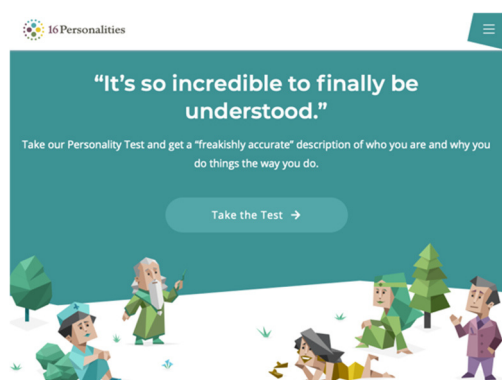 16Personalities
“It’s so incredible to finally be
understood.”
Take our Personality Test and get a “freakishly accurate” description of who you are and why you
do things the way you do.
Take the Test →